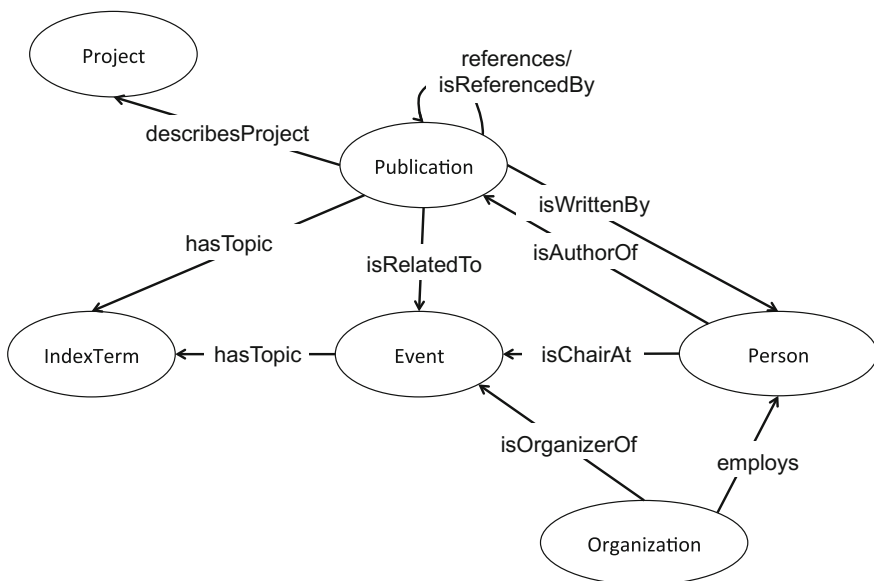 Project
references/
isReferencedBy
describesProject
Publication
isWrittenBy
hasTopic
isAuthorOf
isRelatedTo
IndexTerm
hasTopic
Event
isChairAt
Person
isOrganizerOf
employs
Organization